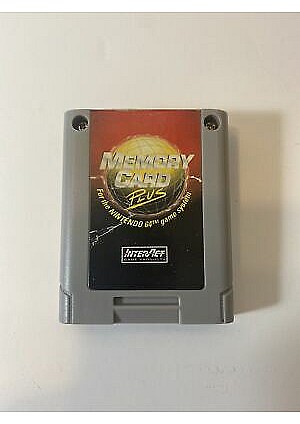 MEMORY
CARD
PLUS
For the NINTENDO 64™ game system!
INTERACT